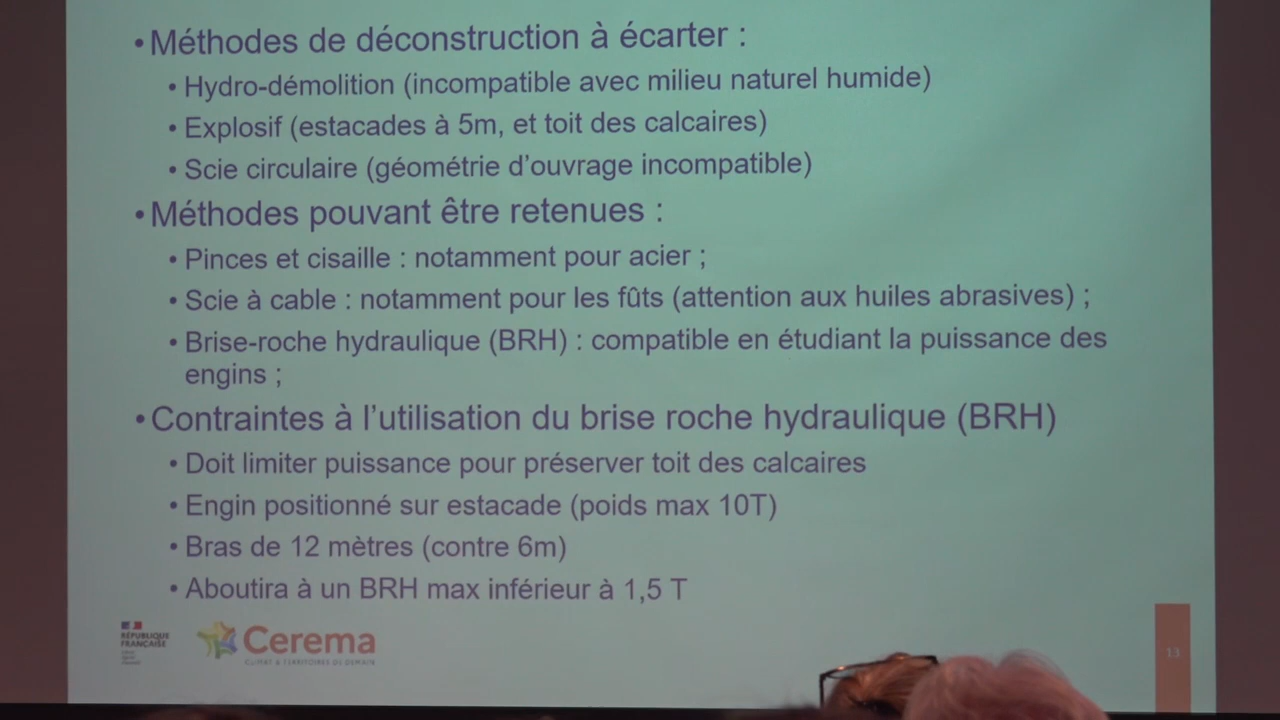 • Méthodes de déconstruction à écarter :
• Hydro-démolition (incompatible avec milieu naturel humide)
• Explosif (estacades à 5m, et toit des calcaires)
• Scie circulaire (géométrie d'ouvrage incompatible)
• Méthodes pouvant être retenues :
• Pinces et cisaille : notamment pour acier ;
• Scie à cable : notamment pour les fûts (attention aux huiles abrasives) ;
• Brise-roche hydraulique (BRH) : compatible en étudiant la puissance des
engins ;
• Contraintes à l'utilisation du brise roche hydraulique (BRH)
• Doit limiter puissance pour préserver toit des calcaires
• Engin positionné sur estacade (poids max 10T)
• Bras de 12 mètres (contre 6m)
• Aboutira à un BRH max inférieur à 1,5 T
RÉPUBLIQUE
FRANÇAISE
Cerema
CLIMAT & TERRITOIRES DE DEMAIN
13